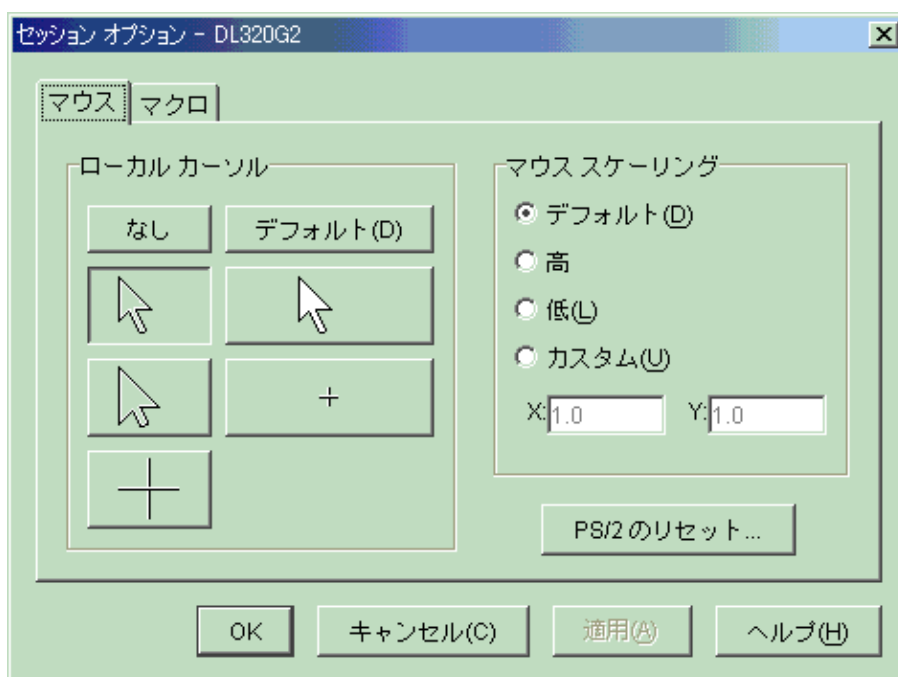 セッション オプション - DL320G2
マウス
マクロ
ローカル カーソル
なし
デフォルト(D)
マウス スケーリング
デフォルト(D)
高
低(L)
カスタム(U)
X: 1.0
Y: 1.0
PS/2 のリセット...
OK
キャンセル(C)
適用(A)
ヘルプ(H)